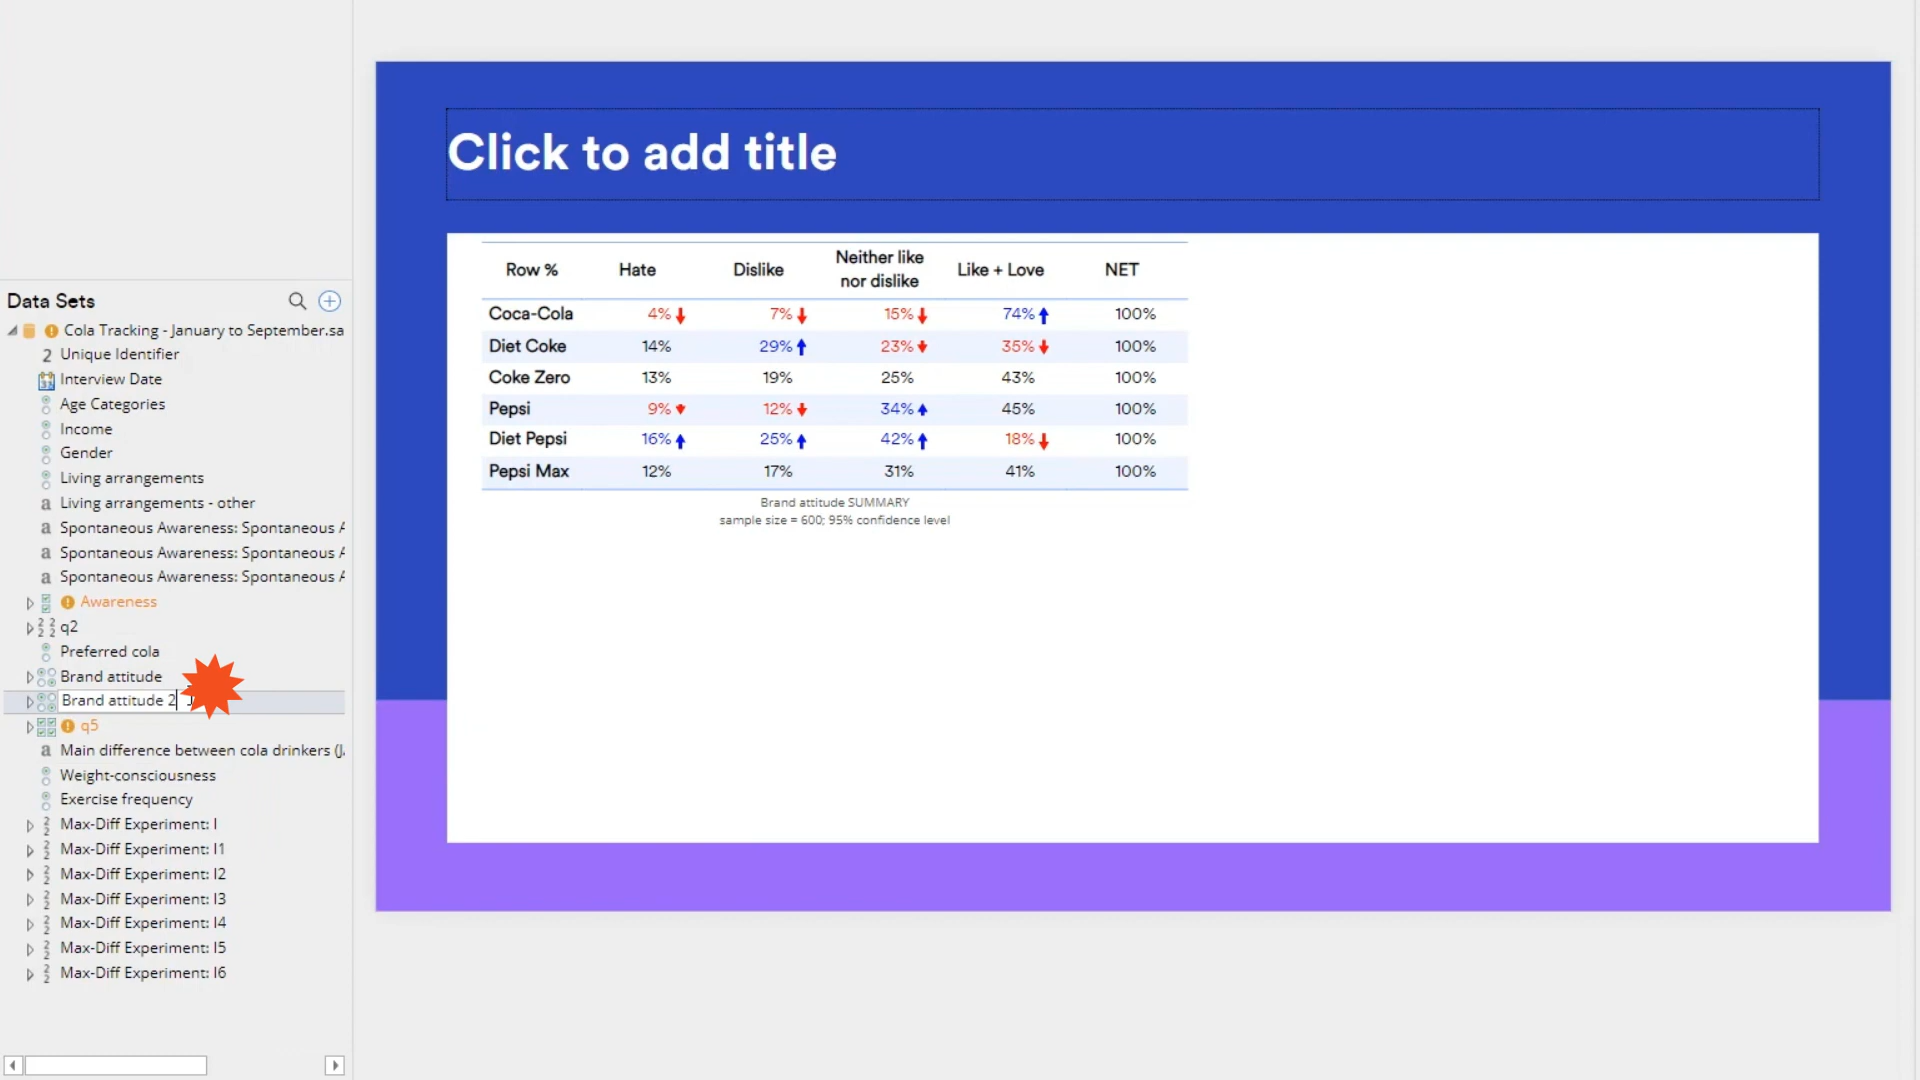 Data Sets
Cola Tracking - January to September.sa
2 Unique Identifier
Interview Date
Age Categories
Income
Gender
Living arrangements
a Living arrangements - other
a Spontaneous Awareness: Spontaneous A
a Spontaneous Awareness: Spontaneous A
a Spontaneous Awareness: Spontaneous A
Awareness
q2
Preferred cola
Brand attitude
Brand attitude 2
q5
a Main difference between cola drinkers (J
Weight-consciousness
Exercise frequency
Max-Diff Experiment: I
Max-Diff Experiment: I1
Max-Diff Experiment: I2
Max-Diff Experiment: I3
Max-Diff Experiment: I4
Max-Diff Experiment: I5
Max-Diff Experiment: I6
Click to add title
Row % Hate Dislike Neither like nor dislike Like + Love NET
Coca-Cola 4% 7% 15% 74% 100%
Diet Coke 14% 29% 23% 35% 100%
Coke Zero 13% 19% 25% 43% 100%
Pepsi 9% 12% 34% 45% 100%
Diet Pepsi 16% 25% 42% 18% 100%
Pepsi Max 12% 17% 31% 41% 100%
Brand attitude SUMMARY
sample size = 600; 95% confidence level